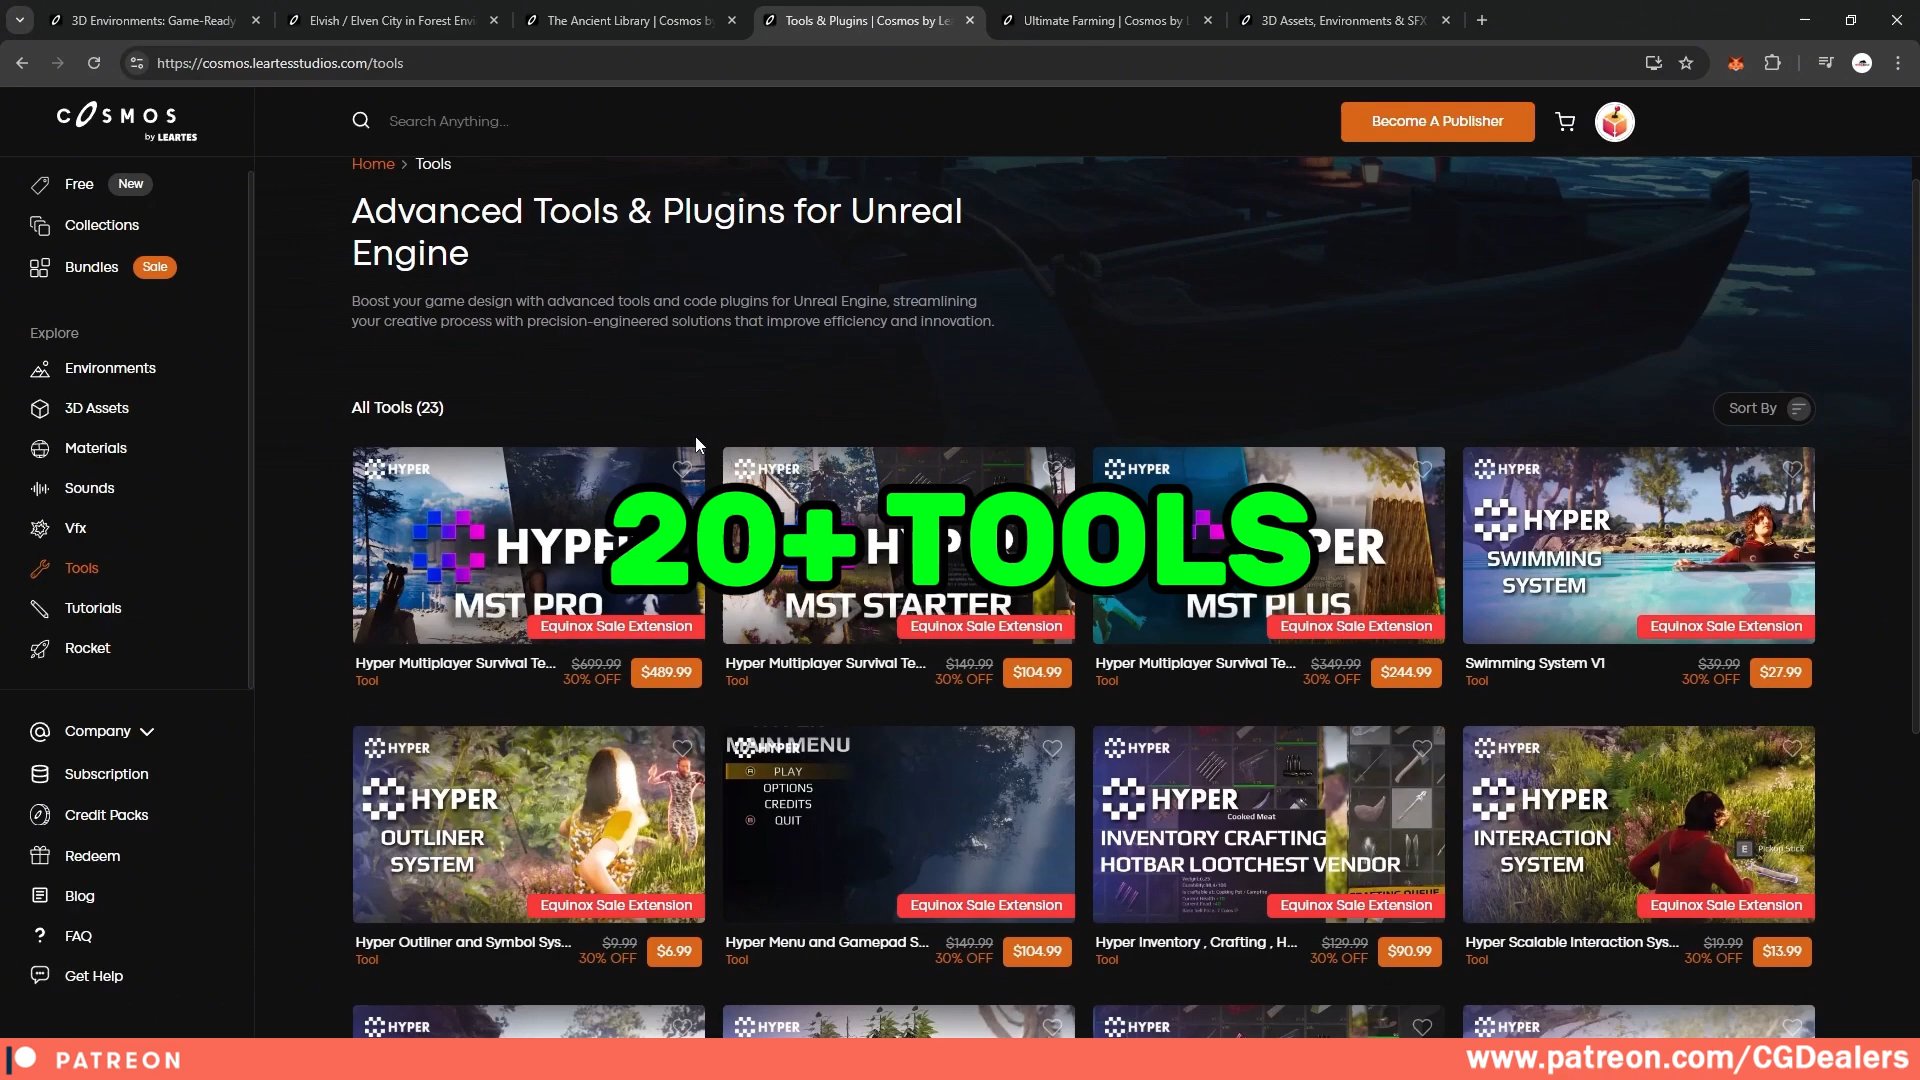 3D Environments: Game-Ready
Elvish / Elven City in Forest Envi
The Ancient Library | Cosmos by
Tools & Plugins | Cosmos by Le
Ultimate Farming | Cosmos by L
3D Assets, Environments & SFX
https://cosmos.leartesstudios.com/tools
COSMOS
by LEARTES
Search Anything...
Become A Publisher
Free New
Collections
Bundles Sale
Explore
Environments
3D Assets
Materials
Sounds
Vfx
Tools
Tutorials
Rocket
Company
Subscription
Credit Packs
Redeem
Blog
FAQ
Get Help
Home > Tools
Advanced Tools & Plugins for Unreal
Engine
Boost your game design with advanced tools and code plugins for Unreal Engine, streamlining
your creative process with precision-engineered solutions that improve efficiency and innovation.
All Tools (23)
Sort By
20+ TOOLS
HYPER
MST PRO
Equinox Sale Extension
Hyper Multiplayer Survival Te... $699.99
Tool 30% OFF $489.99
HYPER
MST STARTER
Equinox Sale Extension
Hyper Multiplayer Survival Te... $149.99
Tool 30% OFF $104.99
HYPER
PER
MST PLUS
Equinox Sale Extension
Hyper Multiplayer Survival Te... $349.99
Tool 30% OFF $244.99
HYPER
HYPER
SWIMMING
SYSTEM
Equinox Sale Extension
Swimming System V1 $39.99
Tool 30% OFF $27.99
HYPER
HYPER
OUTLINER
SYSTEM
Equinox Sale Extension
Hyper Outliner and Symbol Sys... $9.99
Tool 30% OFF $6.99
HYPER
MAIN MENU
PLAY
OPTIONS
CREDITS
QUIT
Equinox Sale Extension
Hyper Menu and Gamepad S... $149.99
Tool 30% OFF $104.99
HYPER
HYPER
Cooked Meat
INVENTORY CRAFTING
HOTBAR LOOTCHEST VENDOR
Equinox Sale Extension
Hyper Inventory , Crafting , H... $129.99
Tool 30% OFF $90.99
HYPER
HYPER
INTERACTION
SYSTEM
E Pickup Stick
Equinox Sale Extension
Hyper Scalable Interaction Sys... $19.99
Tool 30% OFF $13.99
HYPER
HYPER
HYPER
HYPER
PATREON
www.patreon.com/CGDealers